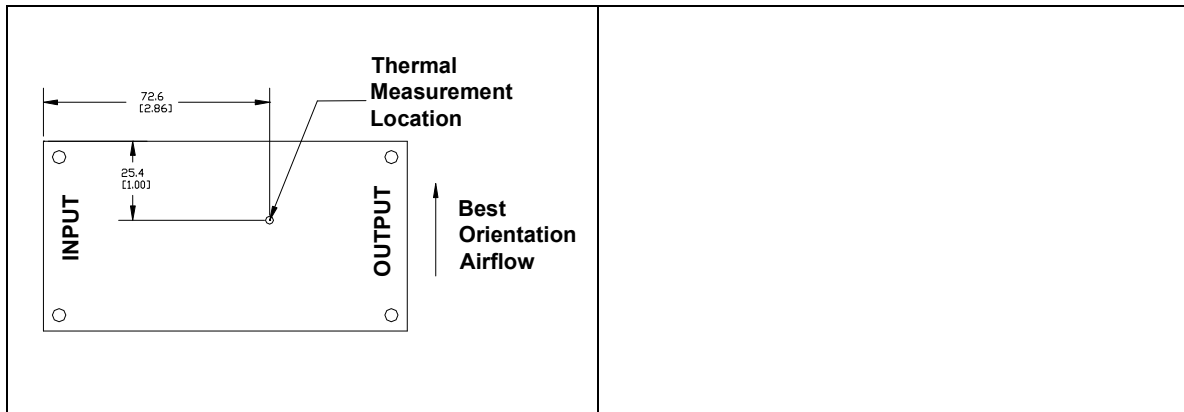 Thermal
Measurement
Location
72.6
[2.86]
25.4
[1.00]
INPUT
OUTPUT
Best
Orientation
Airflow